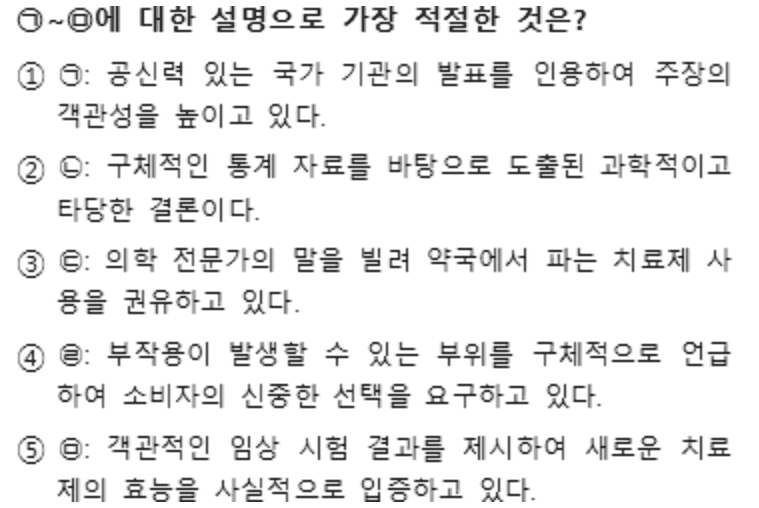 ㉠~㉤에 대한 설명으로 가장 적절한 것은?
① ㉠: 공신력 있는 국가 기관의 발표를 인용하여 주장의
객관성을 높이고 있다.
② ㉡: 구체적인 통계 자료를 바탕으로 도출된 과학적이고
타당한 결론이다.
③ ㉢: 의학 전문가의 말을 빌려 약국에서 파는 치료제 사
용을 권유하고 있다.
④ ㉣: 부작용이 발생할 수 있는 부위를 구체적으로 언급
하여 소비자의 신중한 선택을 요구하고 있다.
⑤ ㉤: 객관적인 임상 시험 결과를 제시하여 새로운 치료
제의 효능을 사실적으로 입증하고 있다.